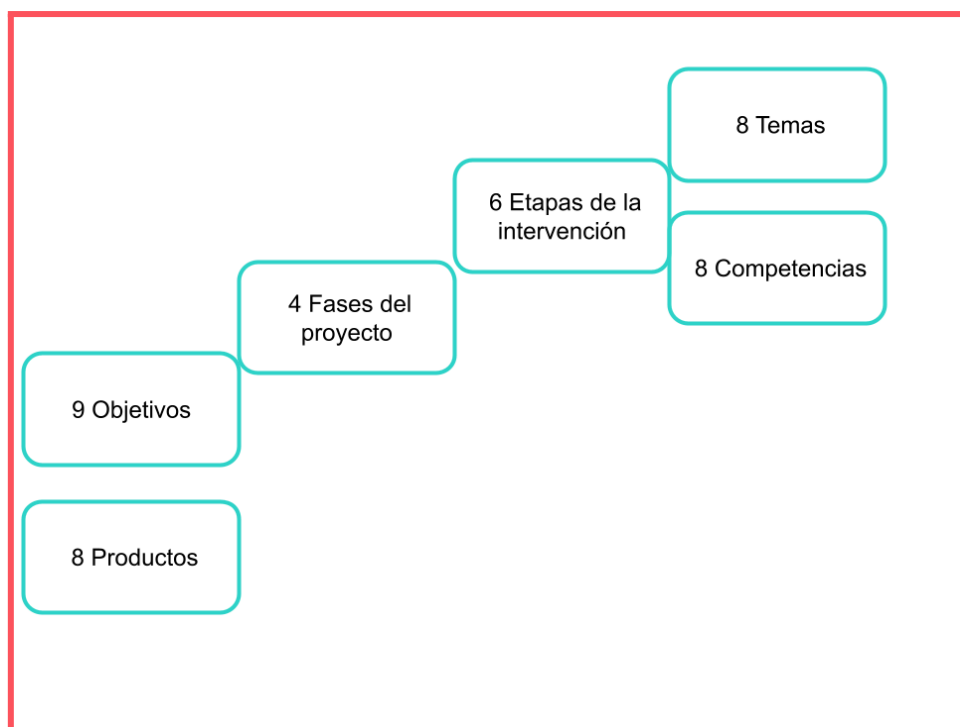 8 Temas
6 Etapas de la
intervención
8 Competencias
4 Fases del
proyecto
9 Objetivos
8 Productos